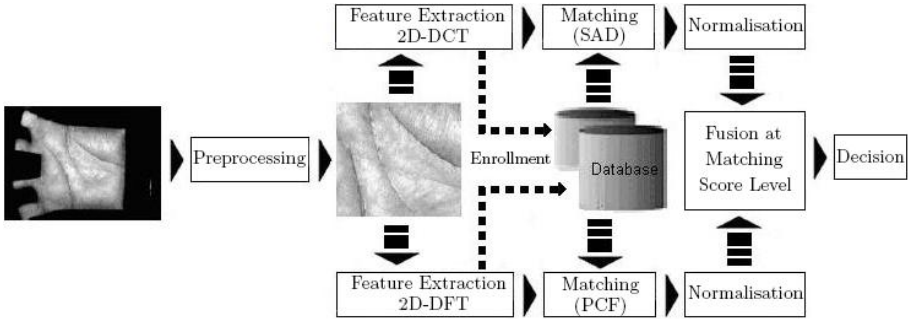 Feature Extraction
2D-DCT
Matching
(SAD)
Normalisation
Preprocessing
Enrollment
Database
Fusion at
Matching
Score Level
Decision
Feature Extraction
2D-DFT
Matching
(PCF)
Normalisation